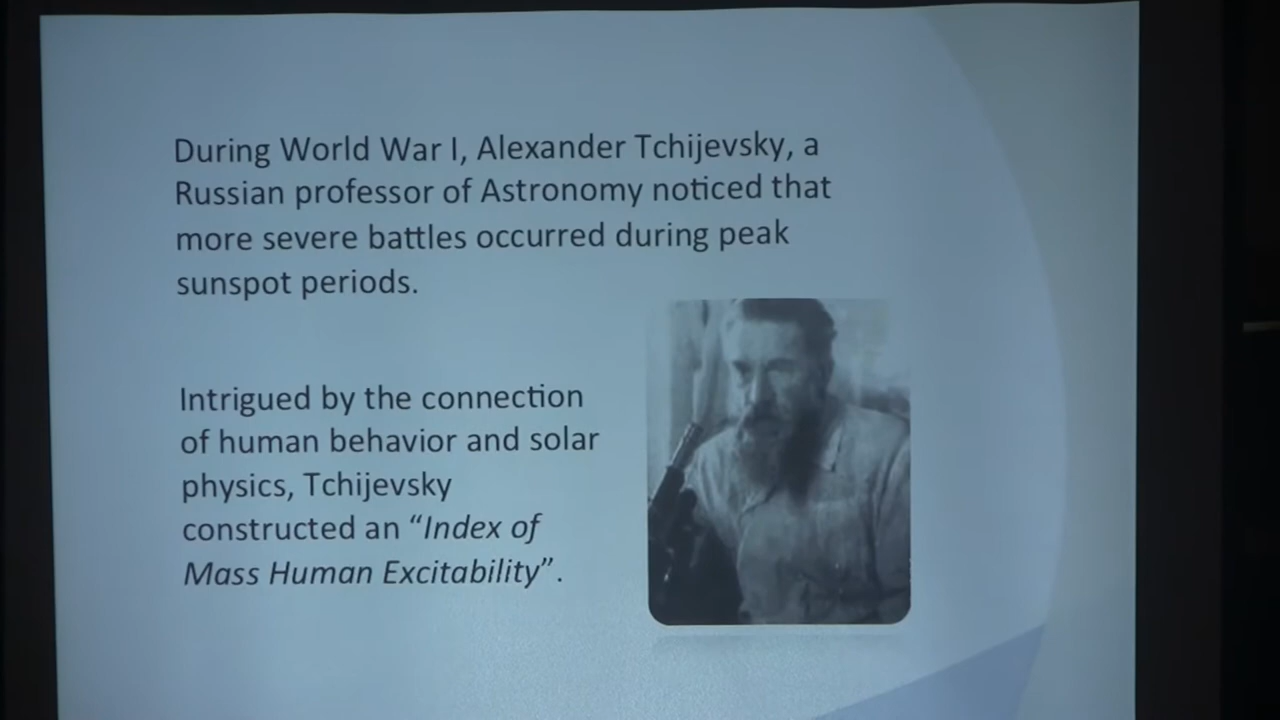 During World War I, Alexander Tchijevsky, a
Russian professor of Astronomy noticed that
more severe battles occurred during peak
sunspot periods.
Intrigued by the connection
of human behavior and solar
physics, Tchijevsky
constructed an “Index of
Mass Human Excitability”.